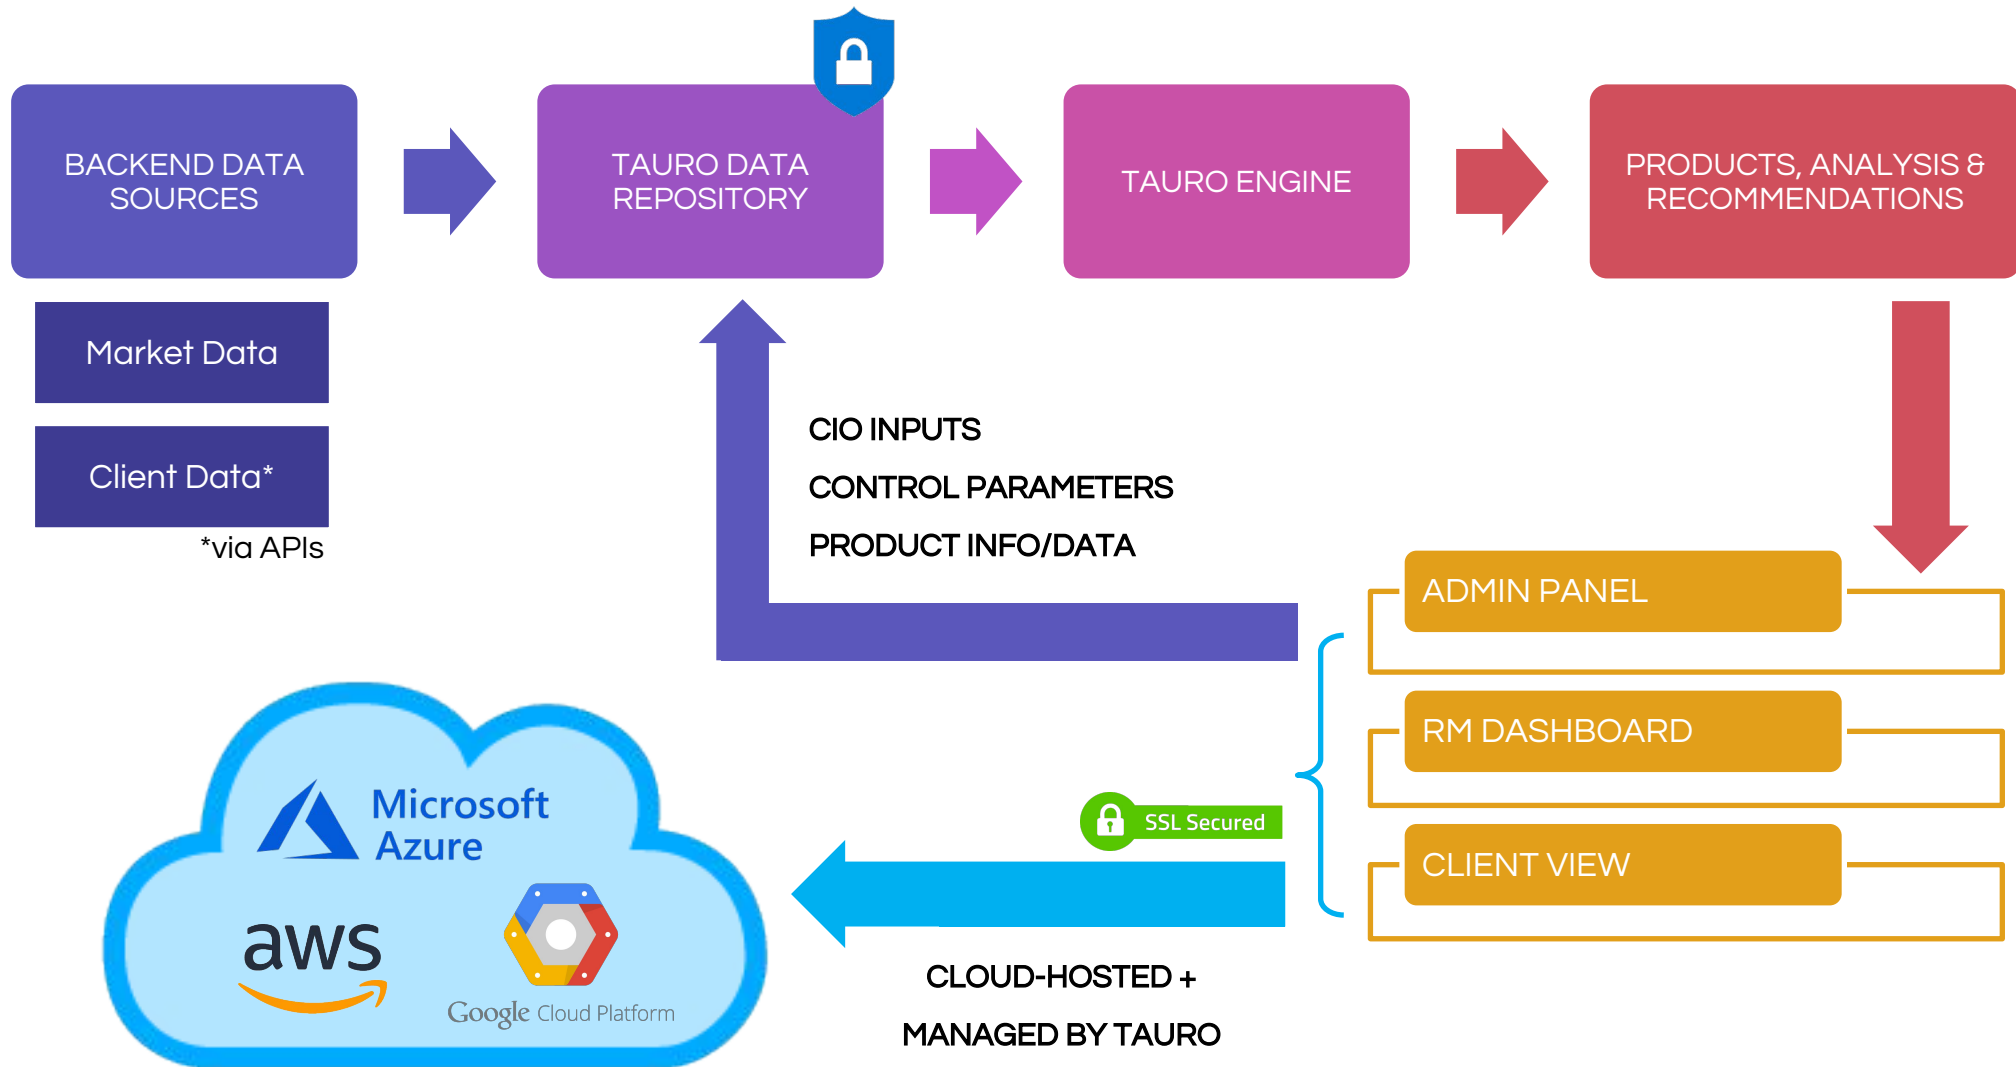 BACKEND DATA
SOURCES
TAURO DATA
REPOSITORY
TAURO ENGINE
PRODUCTS, ANALYSIS &
RECOMMENDATIONS
Market Data
Client Data*
*via APIs
CIO INPUTS
CONTROL PARAMETERS
PRODUCT INFO/DATA
ADMIN PANEL
RM DASHBOARD
CLIENT VIEW
SSL Secured
CLOUD-HOSTED +
MANAGED BY TAURO
Microsoft
Azure
aws
Google Cloud Platform